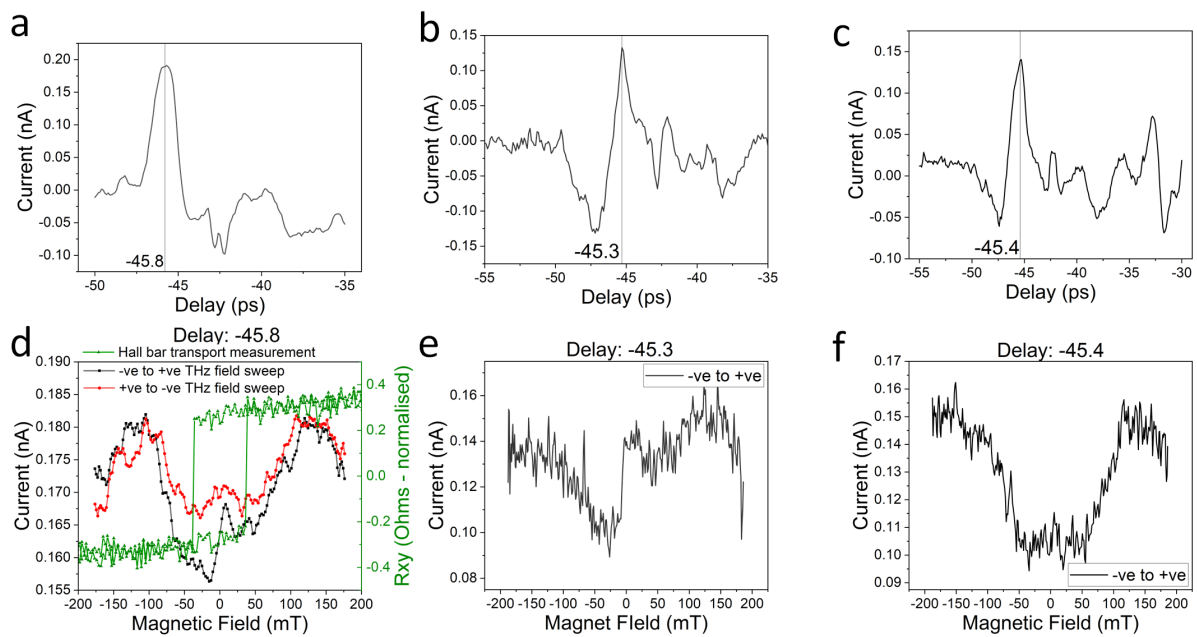 a
0.20
0.15
0.10
0.05
0.00
-0.05
-0.10
Current (nA)
-45.8
-50
-45
-40
-35
Delay (ps)
b
0.15
0.10
0.05
0.00
-0.05
-0.10
-0.15
Current (nA)
-45.3
-55
-50
-45
-40
-35
Delay (ps)
c
0.15
0.10
0.05
0.00
-0.05
-0.10
Current (nA)
-45.4
-55
-50
-45
-40
-35
-30
Delay (ps)
d
Delay: -45.8
Hall bar transport measurement
-ve to +ve THz field sweep
+ve to -ve THz field sweep
0.190
0.185
0.180
0.175
0.170
0.165
0.160
0.155
Current (nA)
0.4
0.2
0.0
-0.2
-0.4
Rxy (Ohms - normalised)
-200 -150 -100 -50 0 50 100 150 200
Magnetic Field (mT)
e
Delay: -45.3
-ve to +ve
0.18
0.16
0.14
0.12
0.10
0.08
Current (nA)
-200 -150 -100 -50 0 50 100 150 200
Magnet FIeld (mT)
f
Delay: -45.4
-ve to +ve
0.17
0.16
0.15
0.14
0.13
0.12
0.11
0.10
0.09
Current (nA)
-200 -150 -100 -50 0 50 100 150 200
Magnetic Field (mT)